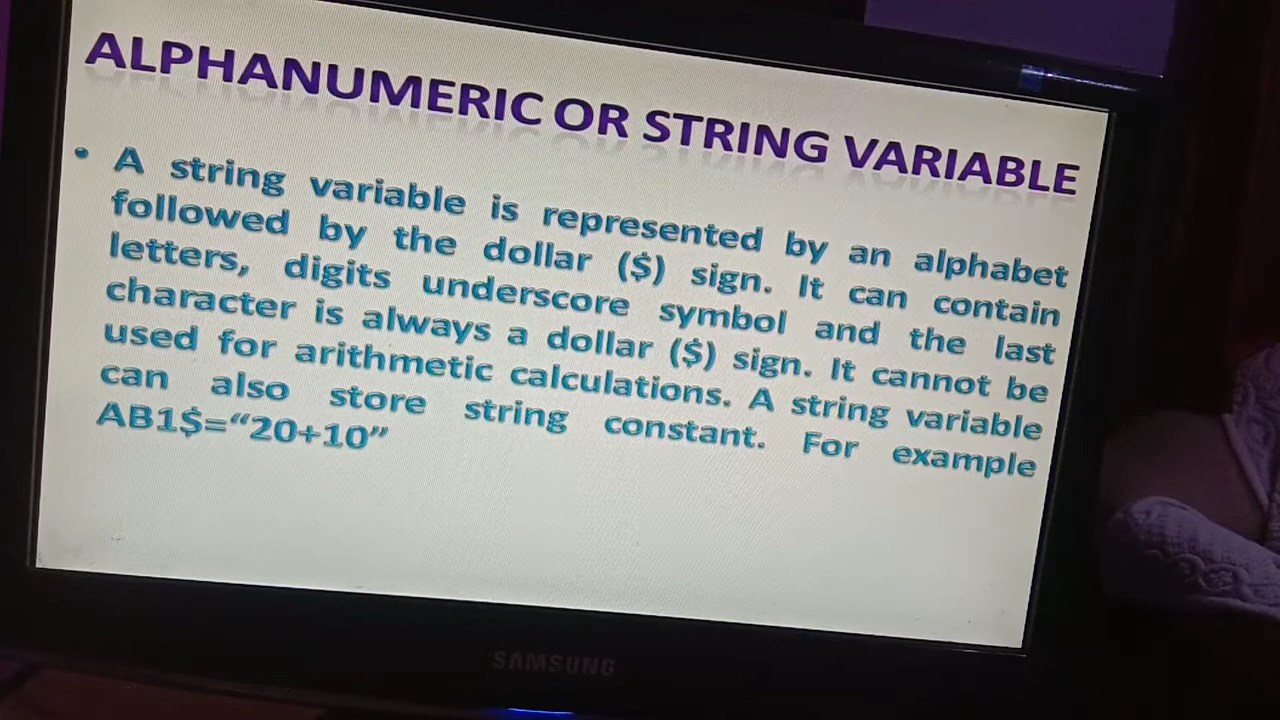 ALPHANUMERIC OR STRING VARIABLE
• A string variable is represented by an alphabet
followed by the dollar ($) sign. It can contain
letters, digits underscore symbol and the last
character is always a dollar ($) sign. It cannot be
used for arithmetic calculations. A string variable
can also store string constant. For example
AB1$=“20+10”
SAMSUNG